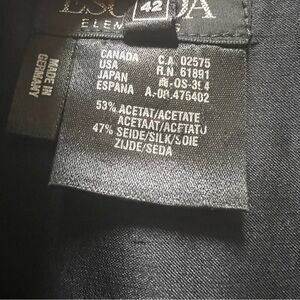 ESCADA
42
MADE IN
GERMANY
CANADA C.A. 02575
USA R.N. 61891
JAPAN
ESPANA A-08.475402
53% ACETAT/ACETATE
ACETAAT/ACETATO
47% SEIDE/SILK/SOIE
ZIJDE/SEDA